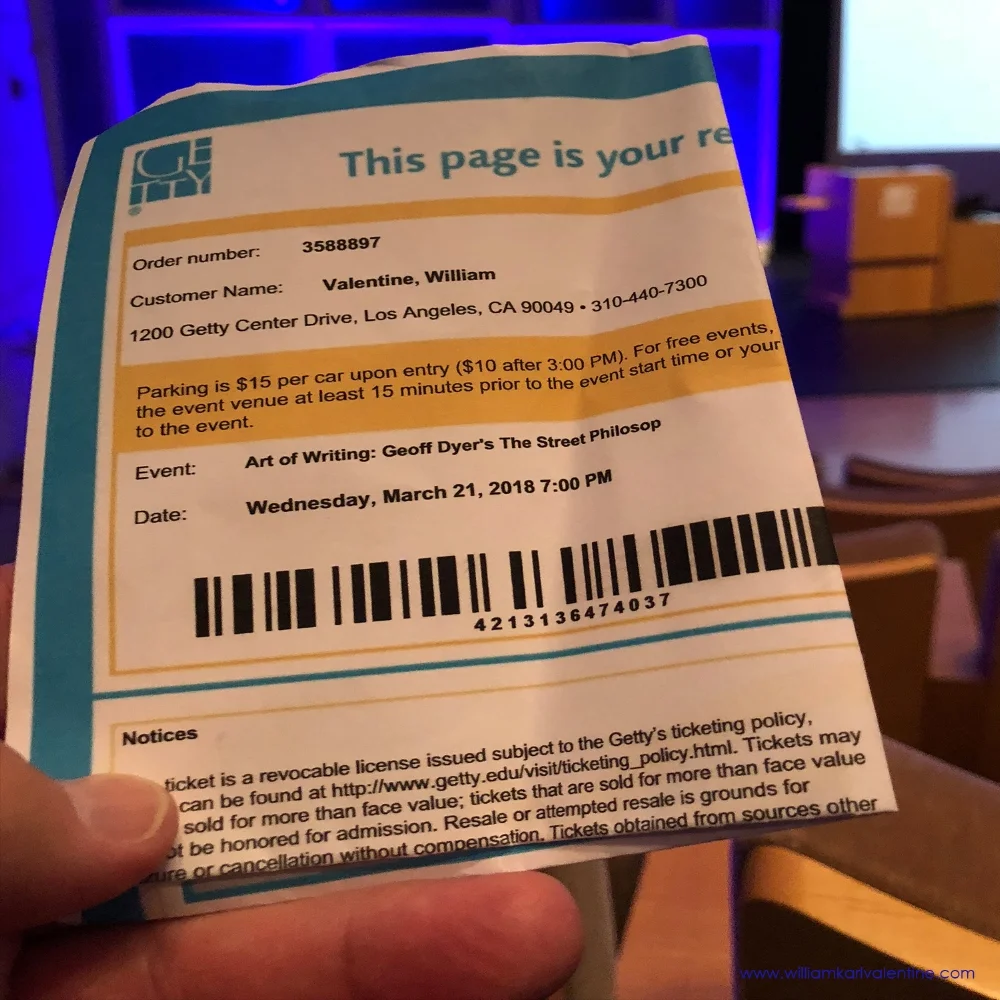 GETTY
This page is your re
Order number: 3588897
Customer Name: Valentine, William
1200 Getty Center Drive, Los Angeles, CA 90049 • 310-440-7300
Parking is $15 per car upon entry ($10 after 3:00 PM). For free events,
the event venue at least 15 minutes prior to the event start time or your
to the event.
Event: Art of Writing: Geoff Dyer's The Street Philosop
Date: Wednesday, March 21, 2018 7:00 PM
4213136474037
Notices
ticket is a revocable license issued subject to the Getty's ticketing policy,
can be found at http://www.getty.edu/visit/ticketing_policy.html. Tickets may
sold for more than face value; tickets that are sold for more than face value
ot be honored for admission. Resale or attempted resale is grounds for
ure or cancellation without compensation. Tickets obtained from sources other
www.williamkarlvalentine.com